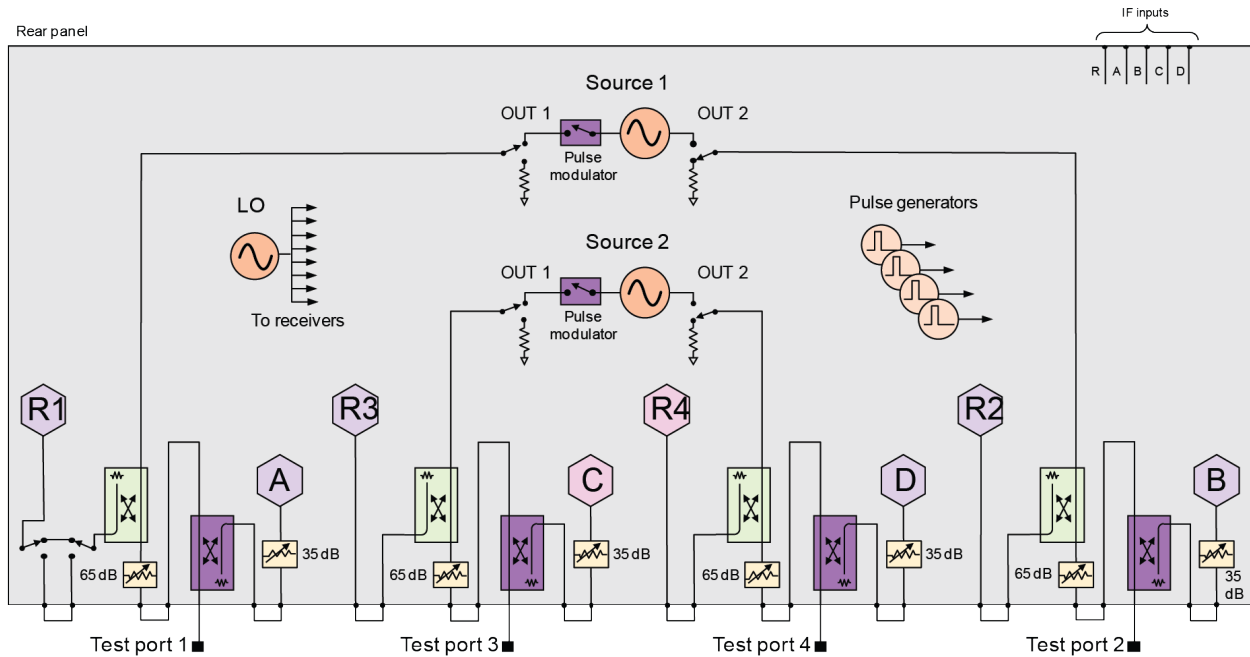 IF inputs
Rear panel
R A B C D
Source 1
OUT 1
OUT 2
Pulse
modulator
LO
To receivers
Pulse generators
Source 2
OUT 1
OUT 2
Pulse
modulator
R1
R3
R4
R2
A
C
D
B
35 dB
35 dB
35 dB
35
dB
65 dB
65 dB
65 dB
65 dB
Test port 1
Test port 3
Test port 4
Test port 2